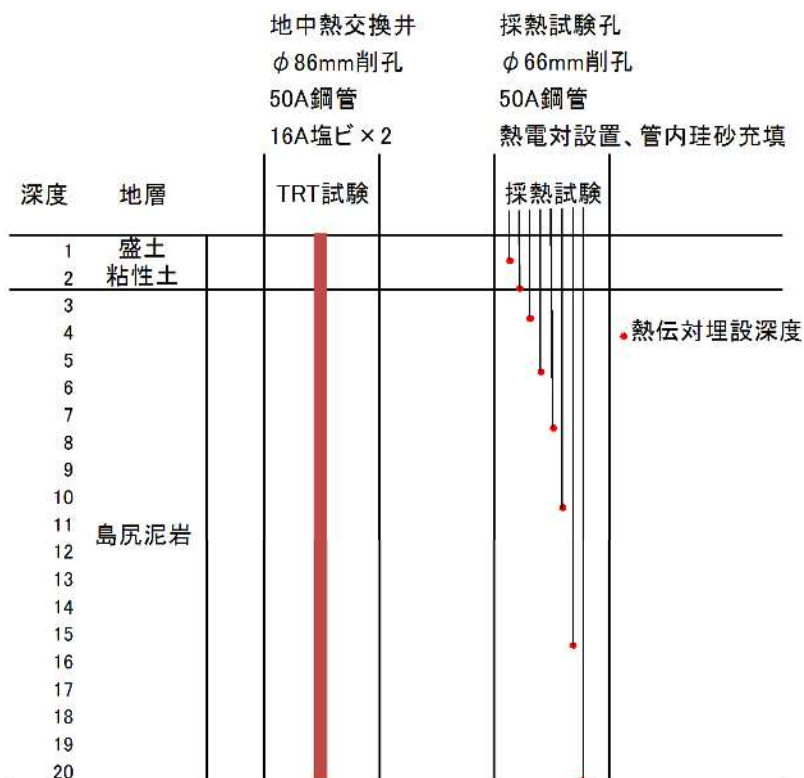 地中熱交換井
φ86mm削孔
50A鋼管
16A塩ビ×2
採熱試験孔
φ66mm削孔
50A鋼管
熱電対設置、管内珪砂充填
深度 地層 TRT試験 採熱試験
1 盛土
2 粘性土
3
4 熱伝対埋設深度
5
6
7
8
9
10
11 島尻泥岩
12
13
14
15
16
17
18
19
20